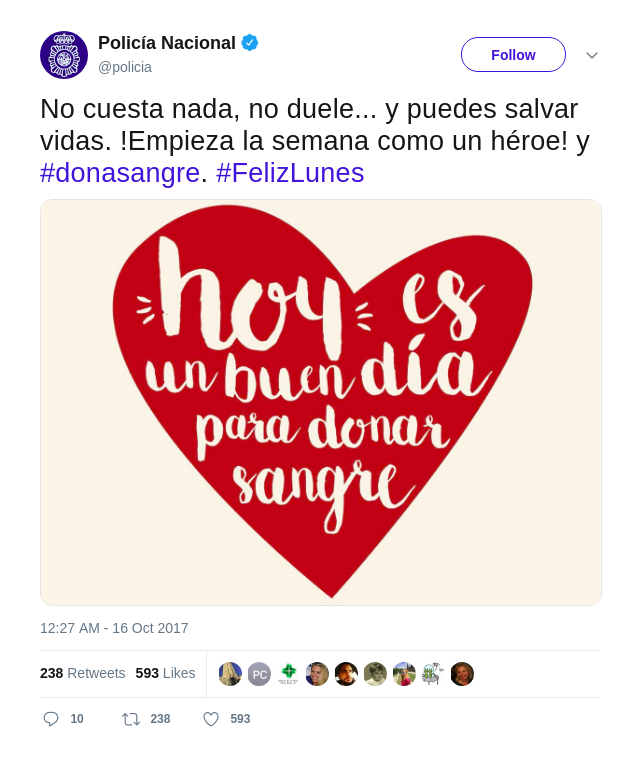 Policía Nacional
@policia
Follow
No cuesta nada, no duele... y puedes salvar
vidas. !Empieza la semana como un héroe! y
#donasangre. #FelizLunes
hoy es
un buen día
para donar
sangre
12:27 AM - 16 Oct 2017
238 Retweets 593 Likes
PC
10 238 593